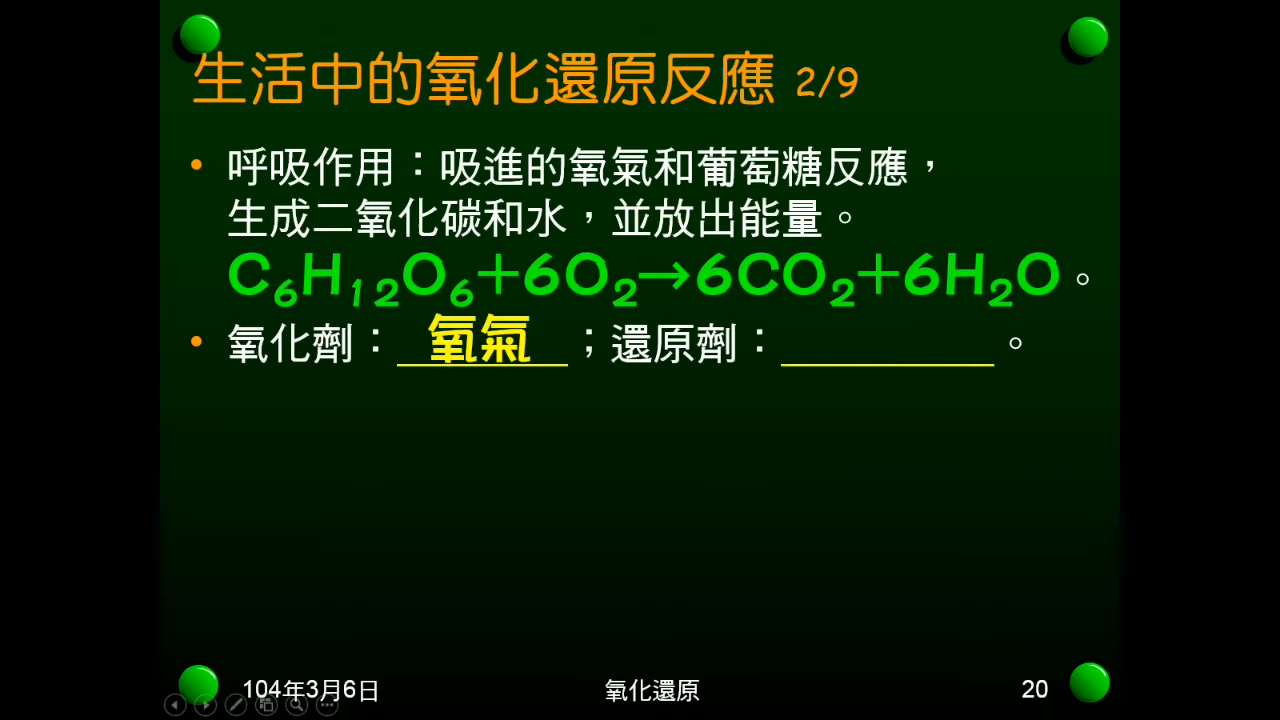 生活中的氧化還原反應 2/9
• 呼吸作用：吸進的氧氣和葡萄糖反應，
生成二氧化碳和水，並放出能量。
C₆H₁₂O₆＋6O₂→6CO₂＋6H₂O。
• 氧化劑：氧氣；還原劑：________。
104年3月6日 氧化還原 20